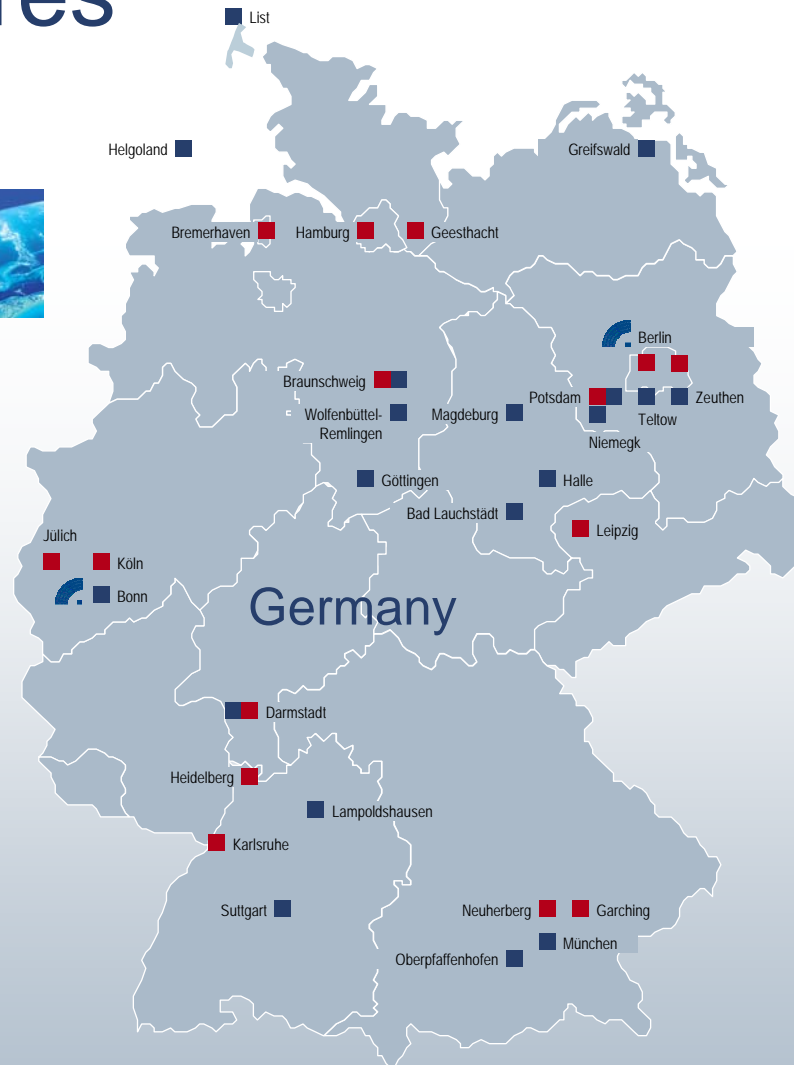 res
List
Helgoland
Greifswald
Bremerhaven
Hamburg
Geesthacht
Berlin
Braunschweig
Potsdam
Zeuthen
Wolfenbüttel-
Remlingen
Magdeburg
Teltow
Niemegk
Göttingen
Halle
Bad Lauchstädt
Leipzig
Jülich
Köln
Bonn
Germany
Darmstadt
Heidelberg
Lampoldshausen
Karlsruhe
Suttgart
Neuherberg
Garching
München
Oberpfaffenhofen